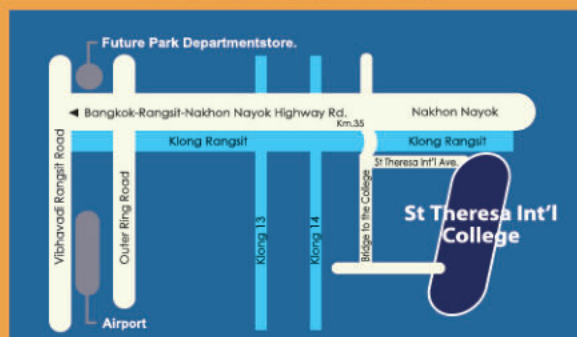 Future Park Departmentstore.
◄ Bangkok-Rangsit-Nakhon Nayok Highway Rd.
Nakhon Nayok
Km.35
Klong Rangsit
Klong Rangsit
St Theresa Int'l Ave.
Vibhavadi Rangsit Road
Outer Ring Road
Klong 13
Klong 14
Bridge to the College
St Theresa Int'l
College
Airport